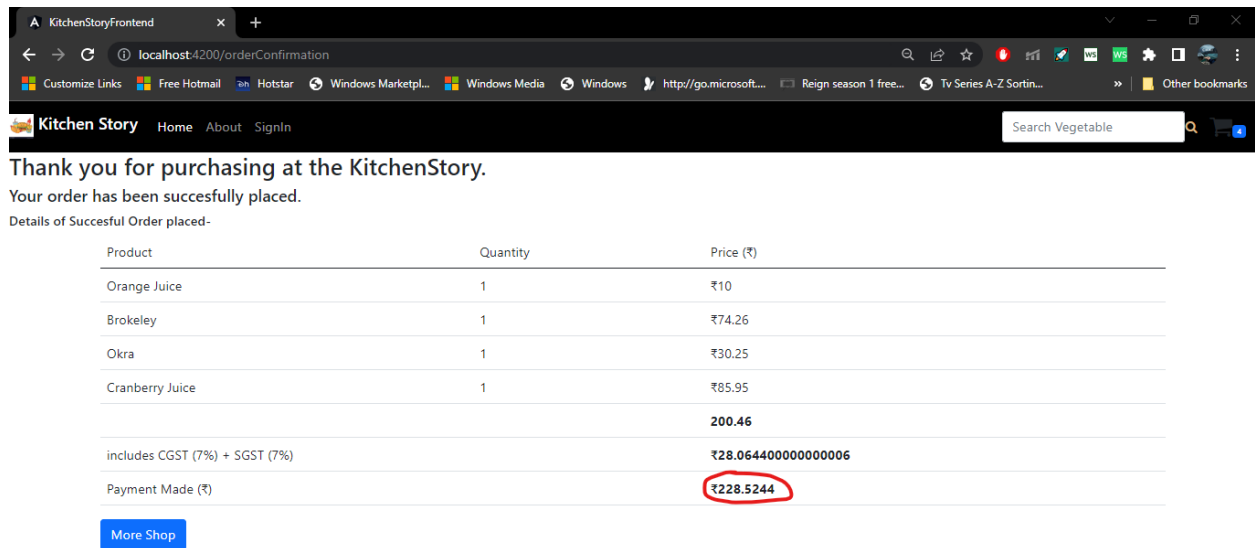 KitchenStoryFrontend
localhost:4200/orderConfirmation
Customize Links Free Hotmail Hotstar Windows Marketpl... Windows Media Windows http://go.microsoft.... Reign season 1 free... Tv Series A-Z Sortin... » Other bookmarks
Kitchen Story Home About SignIn Search Vegetable 4
Thank you for purchasing at the KitchenStory.
Your order has been succesfully placed.
Details of Succesful Order placed-
Product Quantity Price (₹)
Orange Juice 1 ₹10
Brokeley 1 ₹74.26
Okra 1 ₹30.25
Cranberry Juice 1 ₹85.95
200.46
includes CGST (7%) + SGST (7%) ₹28.064400000000006
Payment Made (₹) ₹228.5244
More Shop